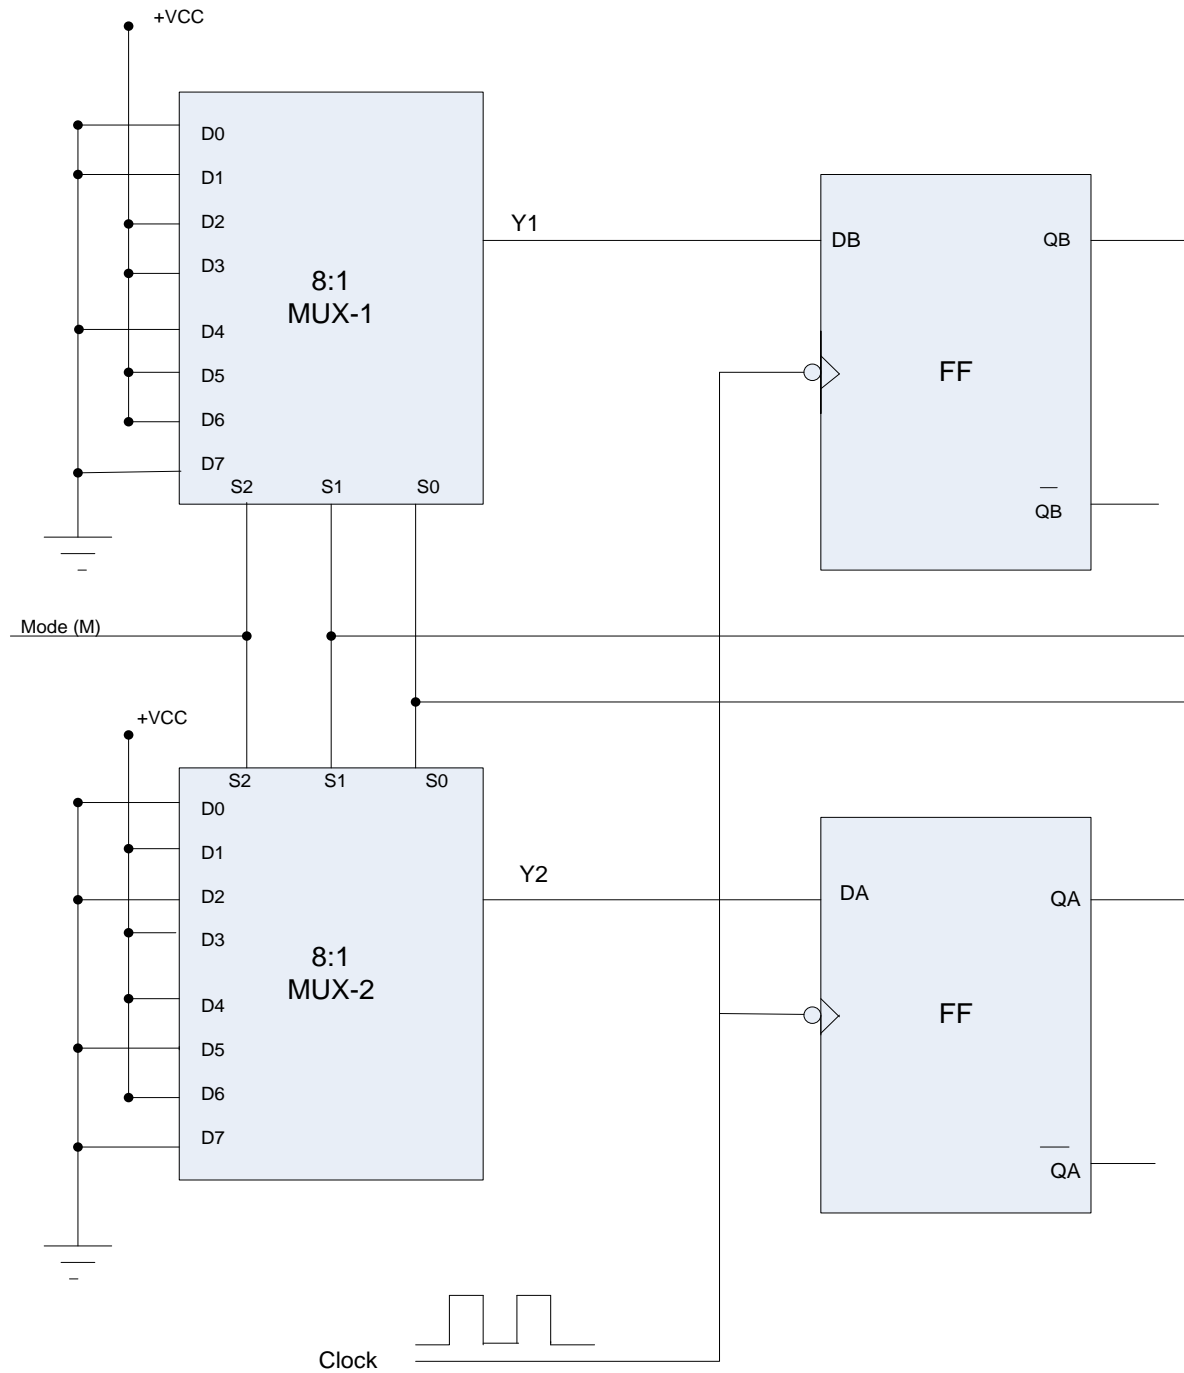 +VCC
D0
D1
D2
D3
D4
D5
D6
D7
S2 S1 S0
8:1
MUX-1
Y1
DB
QB
FF
QB
Mode (M)
+VCC
S2 S1 S0
D0
D1
D2
D3
D4
D5
D6
D7
8:1
MUX-2
Y2
DA
QA
FF
QA
Clock